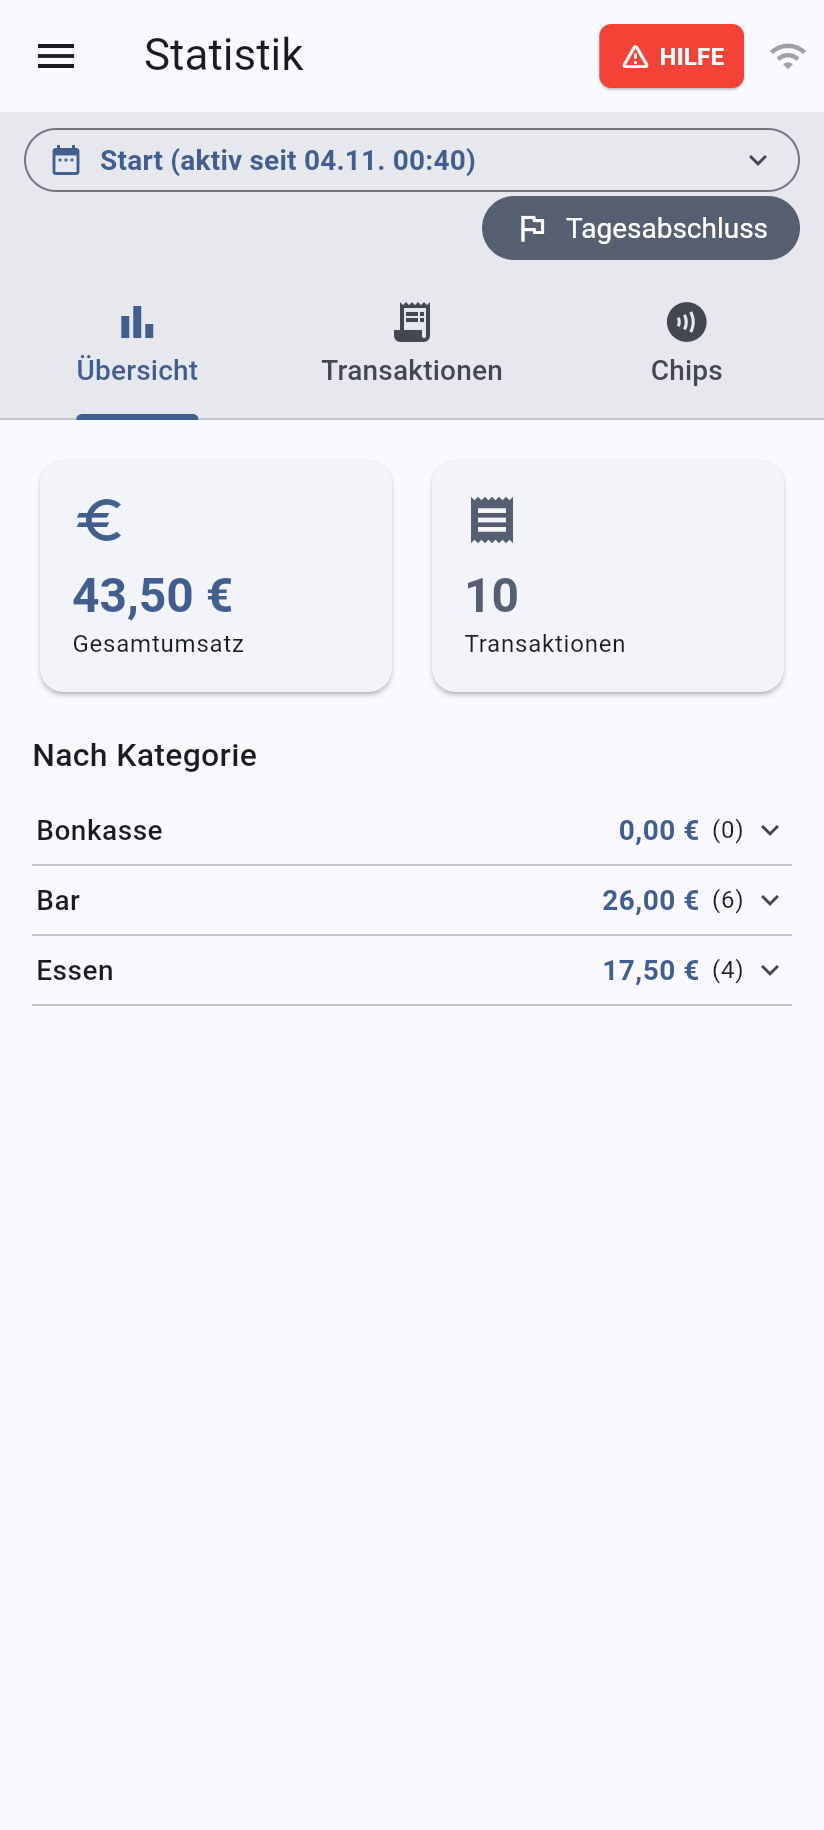 Statistik
HILFE
Start (aktiv seit 04.11. 00:40)
Tagesabschluss
Übersicht
Transaktionen
Chips
43,50 €
Gesamtumsatz
10
Transaktionen
Nach Kategorie
Bonkasse 0,00 € (0)
Bar 26,00 € (6)
Essen 17,50 € (4)